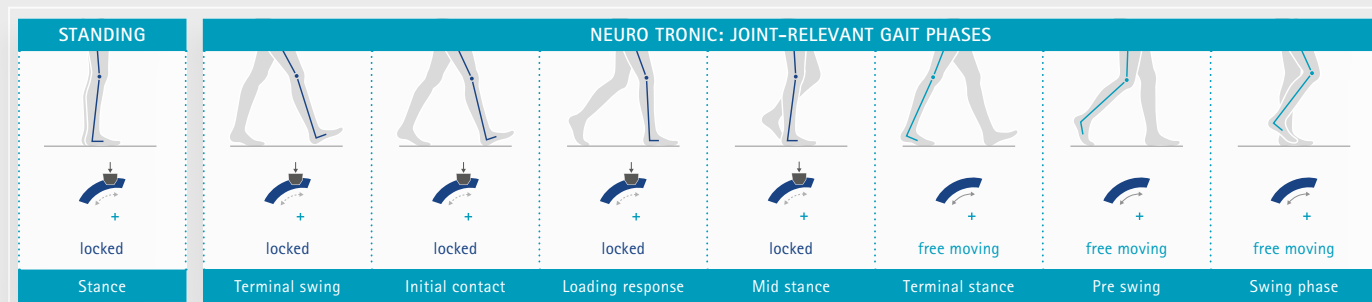 STANDING
NEURO TRONIC: JOINT-RELEVANT GAIT PHASES
+ + + + + + + +
locked locked locked locked locked free moving free moving free moving
Stance Terminal swing Initial contact Loading response Mid stance Terminal stance Pre swing Swing phase